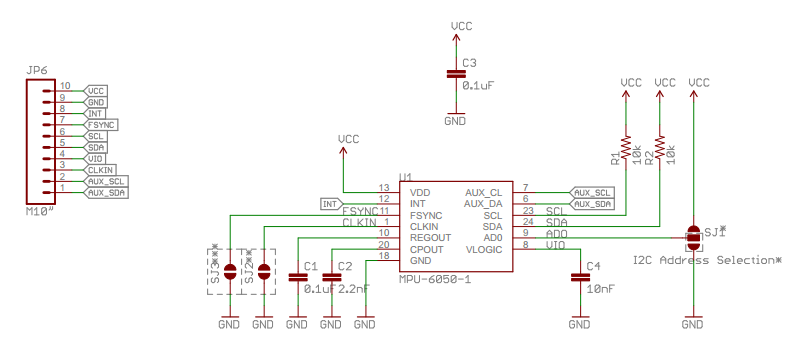 VCC
C3
0.1uF
GND
JP6
10 VCC
9 GND
8 INT
7 FSYNC
6 SCL
5 SDA
4 VIO
3 CLKIN
2 AUX_SCL
1 AUX_SDA
M10"
VCC VCC VCC
R1 10k R2 10k
VCC
U1
13 VDD AUX_CL 7 AUX_SCL
INT 12 INT AUX_DA 6 AUX_SDA
FSYNC 11 FSYNC SCL 23 SCL
CLKIN 1 CLKIN SDA 24 SDA
10 REGOUT AD0 9 AD0
20 CPOUT VLOGIC 8 VIO
18 GND
MPU-6050-1
SJ1*
I2C Address Selection*
SJ3*** SJ2**
C1 0.1uF
C2 2.2nF
C4 10nF
GND GND GND GND GND GND GND